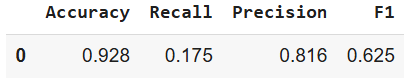 Accuracy Recall Precision F1
0 0.928 0.175 0.816 0.625